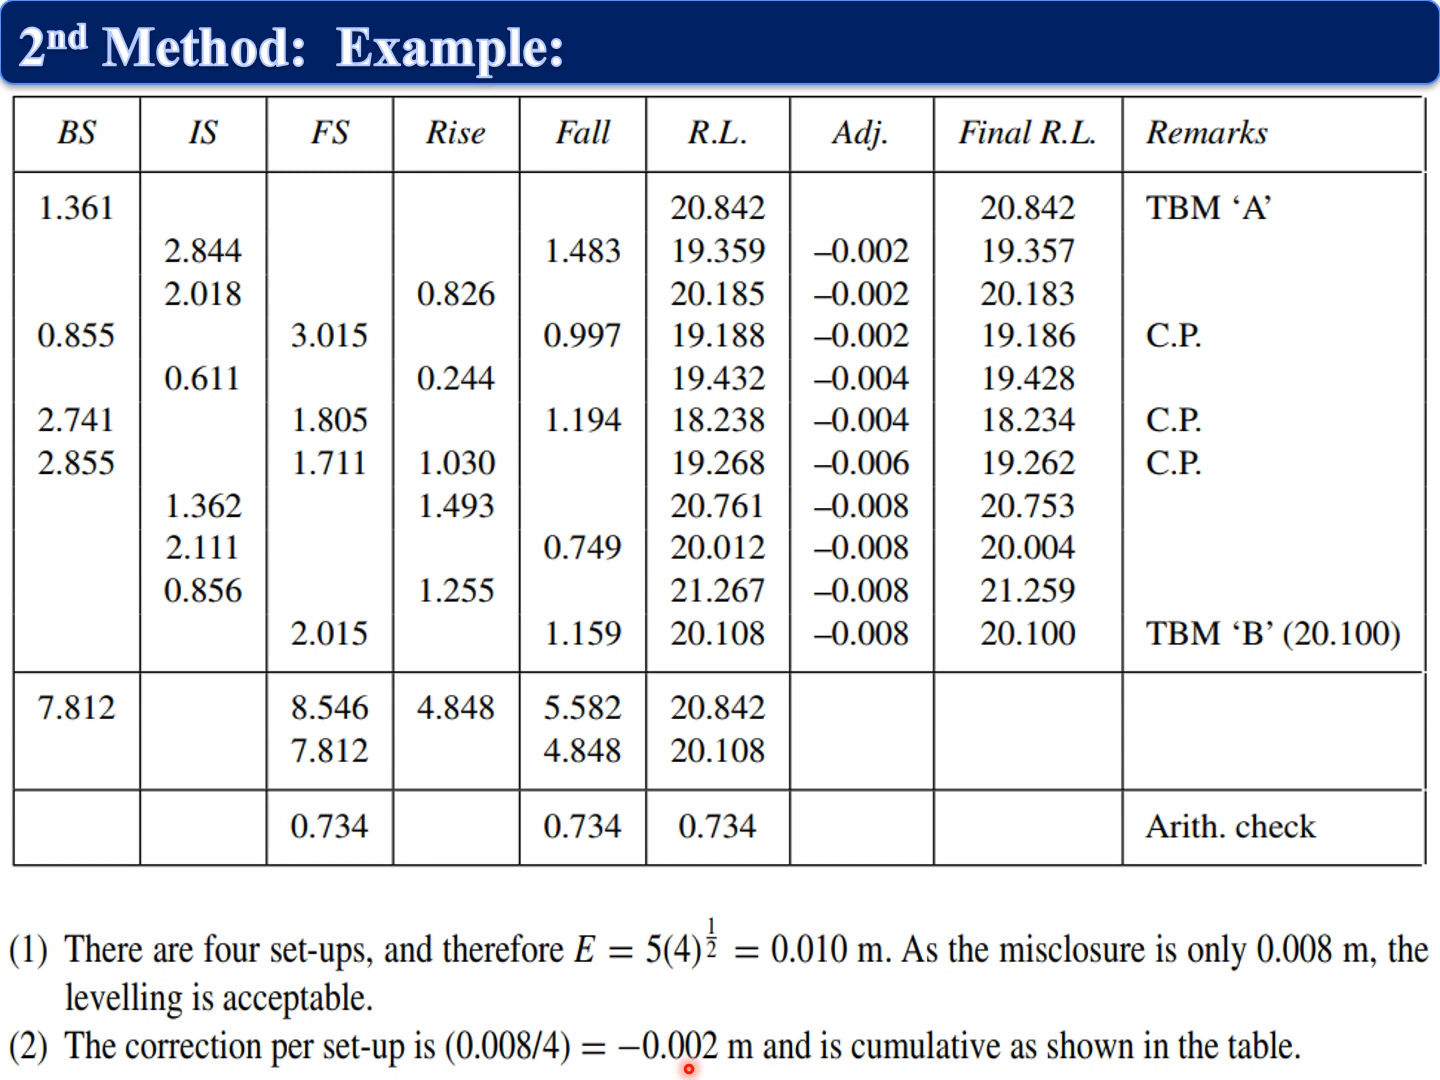 2nd Method: Example:
BS IS FS Rise Fall R.L. Adj. Final R.L. Remarks
1.361 20.842 20.842 TBM ‘A’
2.844 1.483 19.359 –0.002 19.357
2.018 0.826 20.185 –0.002 20.183
0.855 3.015 0.997 19.188 –0.002 19.186 C.P.
0.611 0.244 19.432 –0.004 19.428
2.741 1.805 1.194 18.238 –0.004 18.234 C.P.
2.855 1.711 1.030 19.268 –0.006 19.262 C.P.
1.362 1.493 20.761 –0.008 20.753
2.111 0.749 20.012 –0.008 20.004
0.856 1.255 21.267 –0.008 21.259
2.015 1.159 20.108 –0.008 20.100 TBM ‘B’ (20.100)
7.812 8.546 4.848 5.582 20.842
7.812 4.848 20.108
0.734 0.734 0.734 Arith. check
(1) There are four set-ups, and therefore E = 5(4)^1/2 = 0.010 m. As the misclosure is only 0.008 m, the
levelling is acceptable.
(2) The correction per set-up is (0.008/4) = −0.002 m and is cumulative as shown in the table.